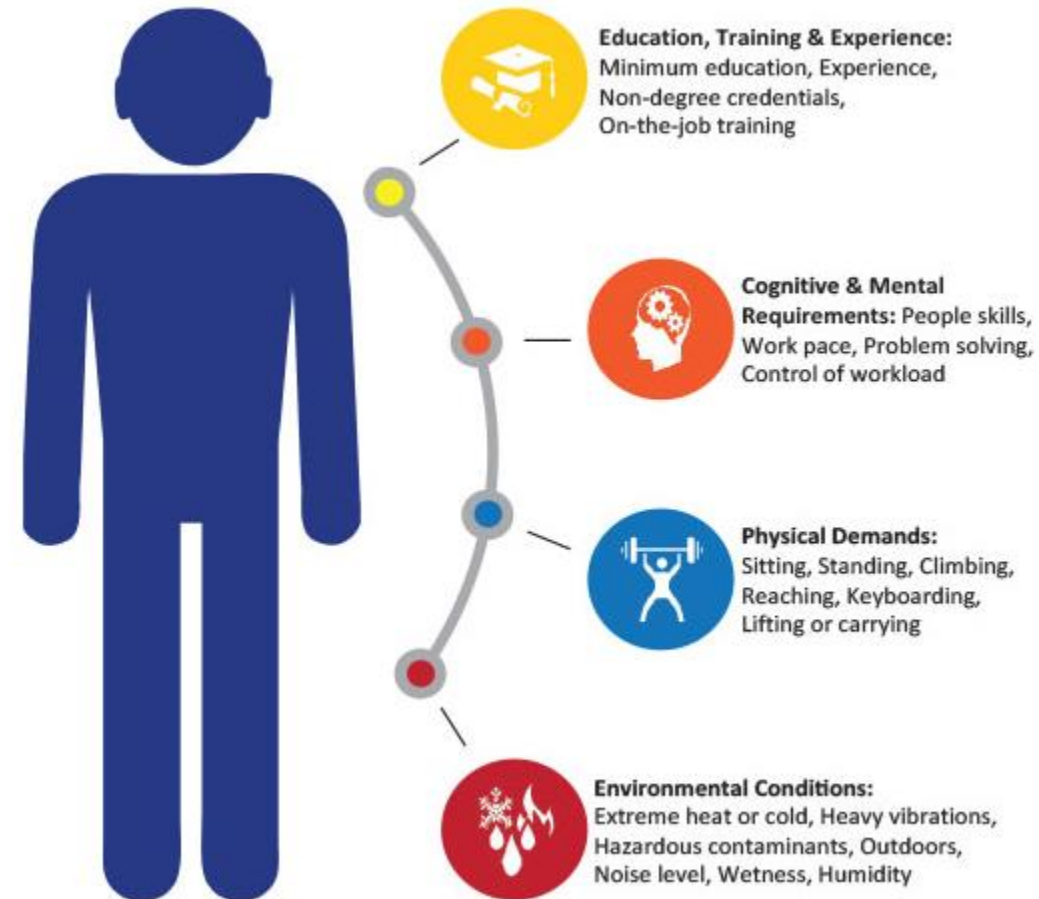 Education, Training & Experience:
Minimum education, Experience,
Non-degree credentials,
On-the-job training
Cognitive & Mental
Requirements: People skills,
Work pace, Problem solving,
Control of workload
Physical Demands:
Sitting, Standing, Climbing,
Reaching, Keyboarding,
Lifting or carrying
Environmental Conditions:
Extreme heat or cold, Heavy vibrations,
Hazardous contaminants, Outdoors,
Noise level, Wetness, Humidity